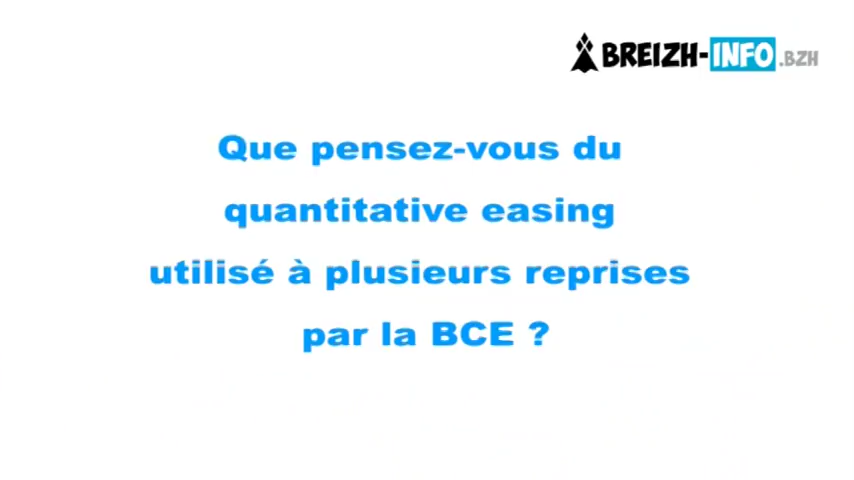 BREIZH-INFO.BZH
Que pensez-vous du
quantitative easing
utilisé à plusieurs reprises
par la BCE ?